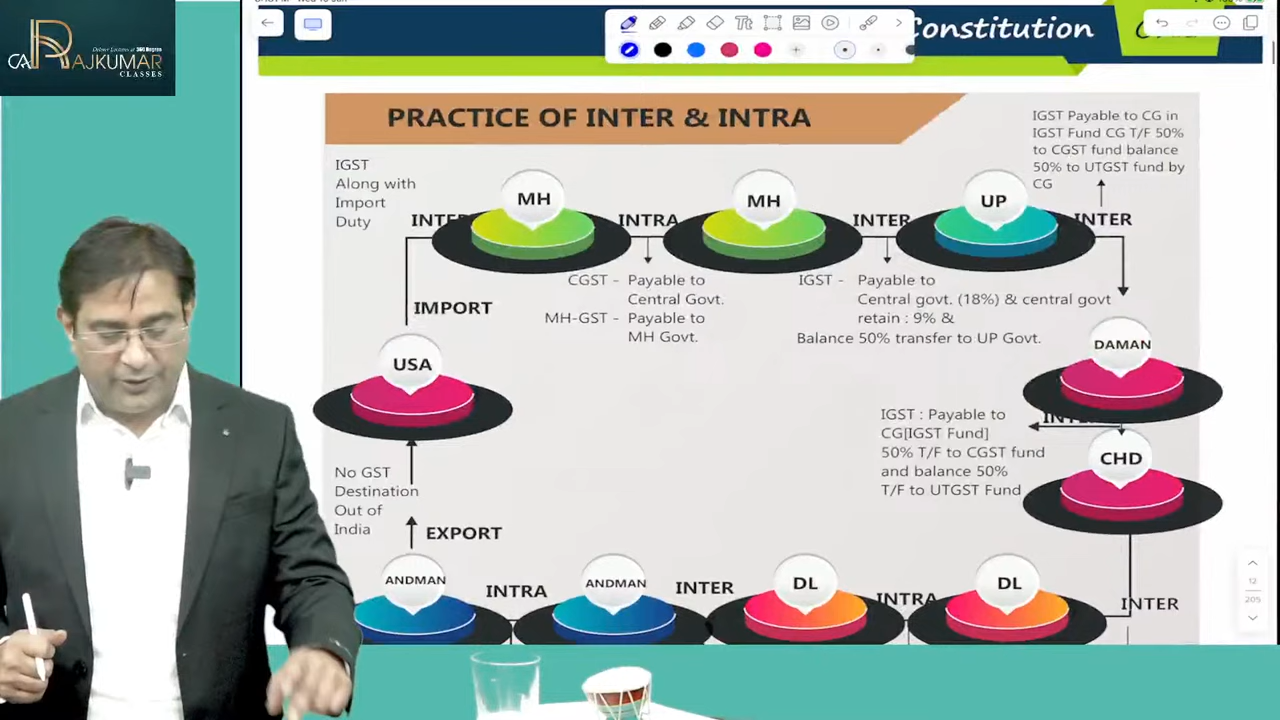 CA RAJKUMAR
CLASSES
Constitution
PRACTICE OF INTER & INTRA
IGST
Along with
Import
Duty
IGST Payable to CG in
IGST Fund CG T/F 50%
to CGST fund balance
50% to UTGST fund by
CG
MH
INTRA
MH
INTER
UP
INTER
CGST - Payable to
Central Govt.
MH-GST - Payable to
MH Govt.
IGST - Payable to
Central govt. (18%) & central govt
retain : 9% &
Balance 50% transfer to UP Govt.
IMPORT
USA
DAMAN
IGST : Payable to
CG[IGST Fund]
50% T/F to CGST fund
and balance 50%
T/F to UTGST Fund
CHD
No GST
Destination
Out of
India
EXPORT
ANDMAN
INTRA
ANDMAN
INTER
DL
INTRA
DL
INTER
12
205